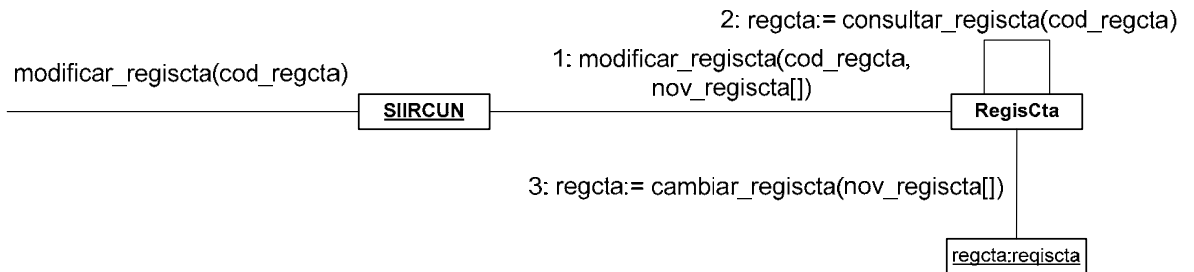 2: regcta:= consultar_regiscta(cod_regcta)
modificar_regiscta(cod_regcta)
1: modificar_regiscta(cod_regcta,
nov_regiscta[])
SIIRCUN
RegisCta
3: regcta:= cambiar_regiscta(nov_regiscta[])
regcta:regiscta